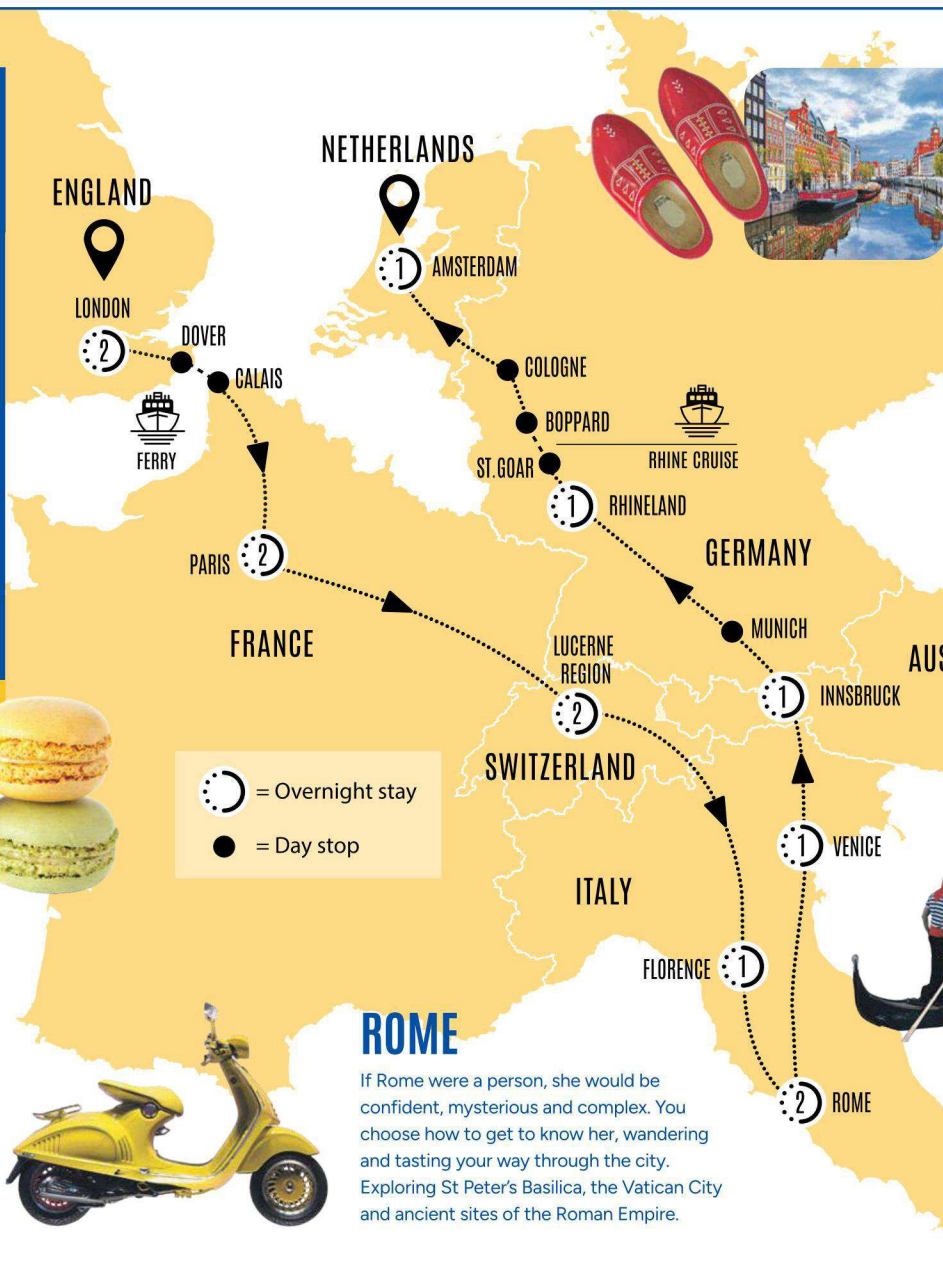 NETHERLANDS
ENGLAND
1
AMSTERDAM
LONDON
2
DOVER
CALAIS
FERRY
COLOGNE
BOPPARD
ST.GOAR
RHINE CRUISE
1
RHINELAND
PARIS
2
GERMANY
FRANCE
MUNICH
LUCERNE
REGION
2
AUS
1
INNSBRUCK
SWITZERLAND
= Overnight stay
= Day stop
1
VENICE
ITALY
FLORENCE
1
2
ROME
ROME
If Rome were a person, she would be
confident, mysterious and complex. You
choose how to get to know her, wandering
and tasting your way through the city.
Exploring St Peter's Basilica, the Vatican City
and ancient sites of the Roman Empire.